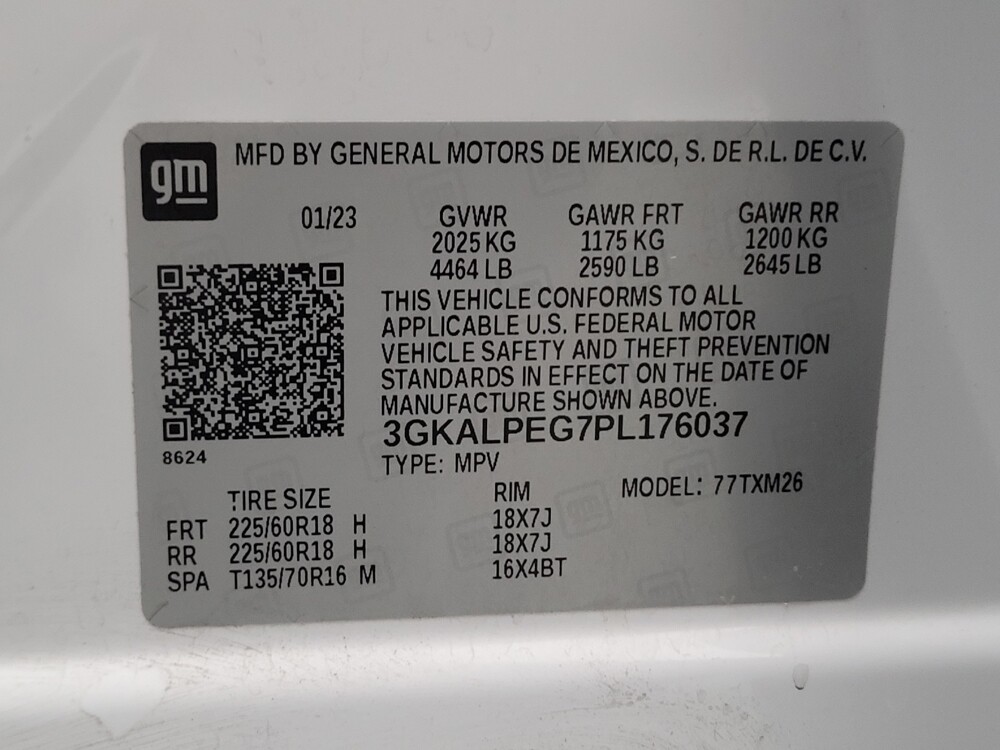 gm MFD BY GENERAL MOTORS DE MEXICO, S. DE R.L. DE C.V.
01/23 GVWR GAWR FRT GAWR RR
2025 KG 1175 KG 1200 KG
4464 LB 2590 LB 2645 LB
THIS VEHICLE CONFORMS TO ALL
APPLICABLE U.S. FEDERAL MOTOR
VEHICLE SAFETY AND THEFT PREVENTION
STANDARDS IN EFFECT ON THE DATE OF
MANUFACTURE SHOWN ABOVE.
3GKALPEG7PL176037
8624
TYPE: MPV
TIRE SIZE RIM MODEL: 77TXM26
FRT 225/60R18 H 18X7J
RR 225/60R18 H 18X7J
SPA T135/70R16 M 16X4BT